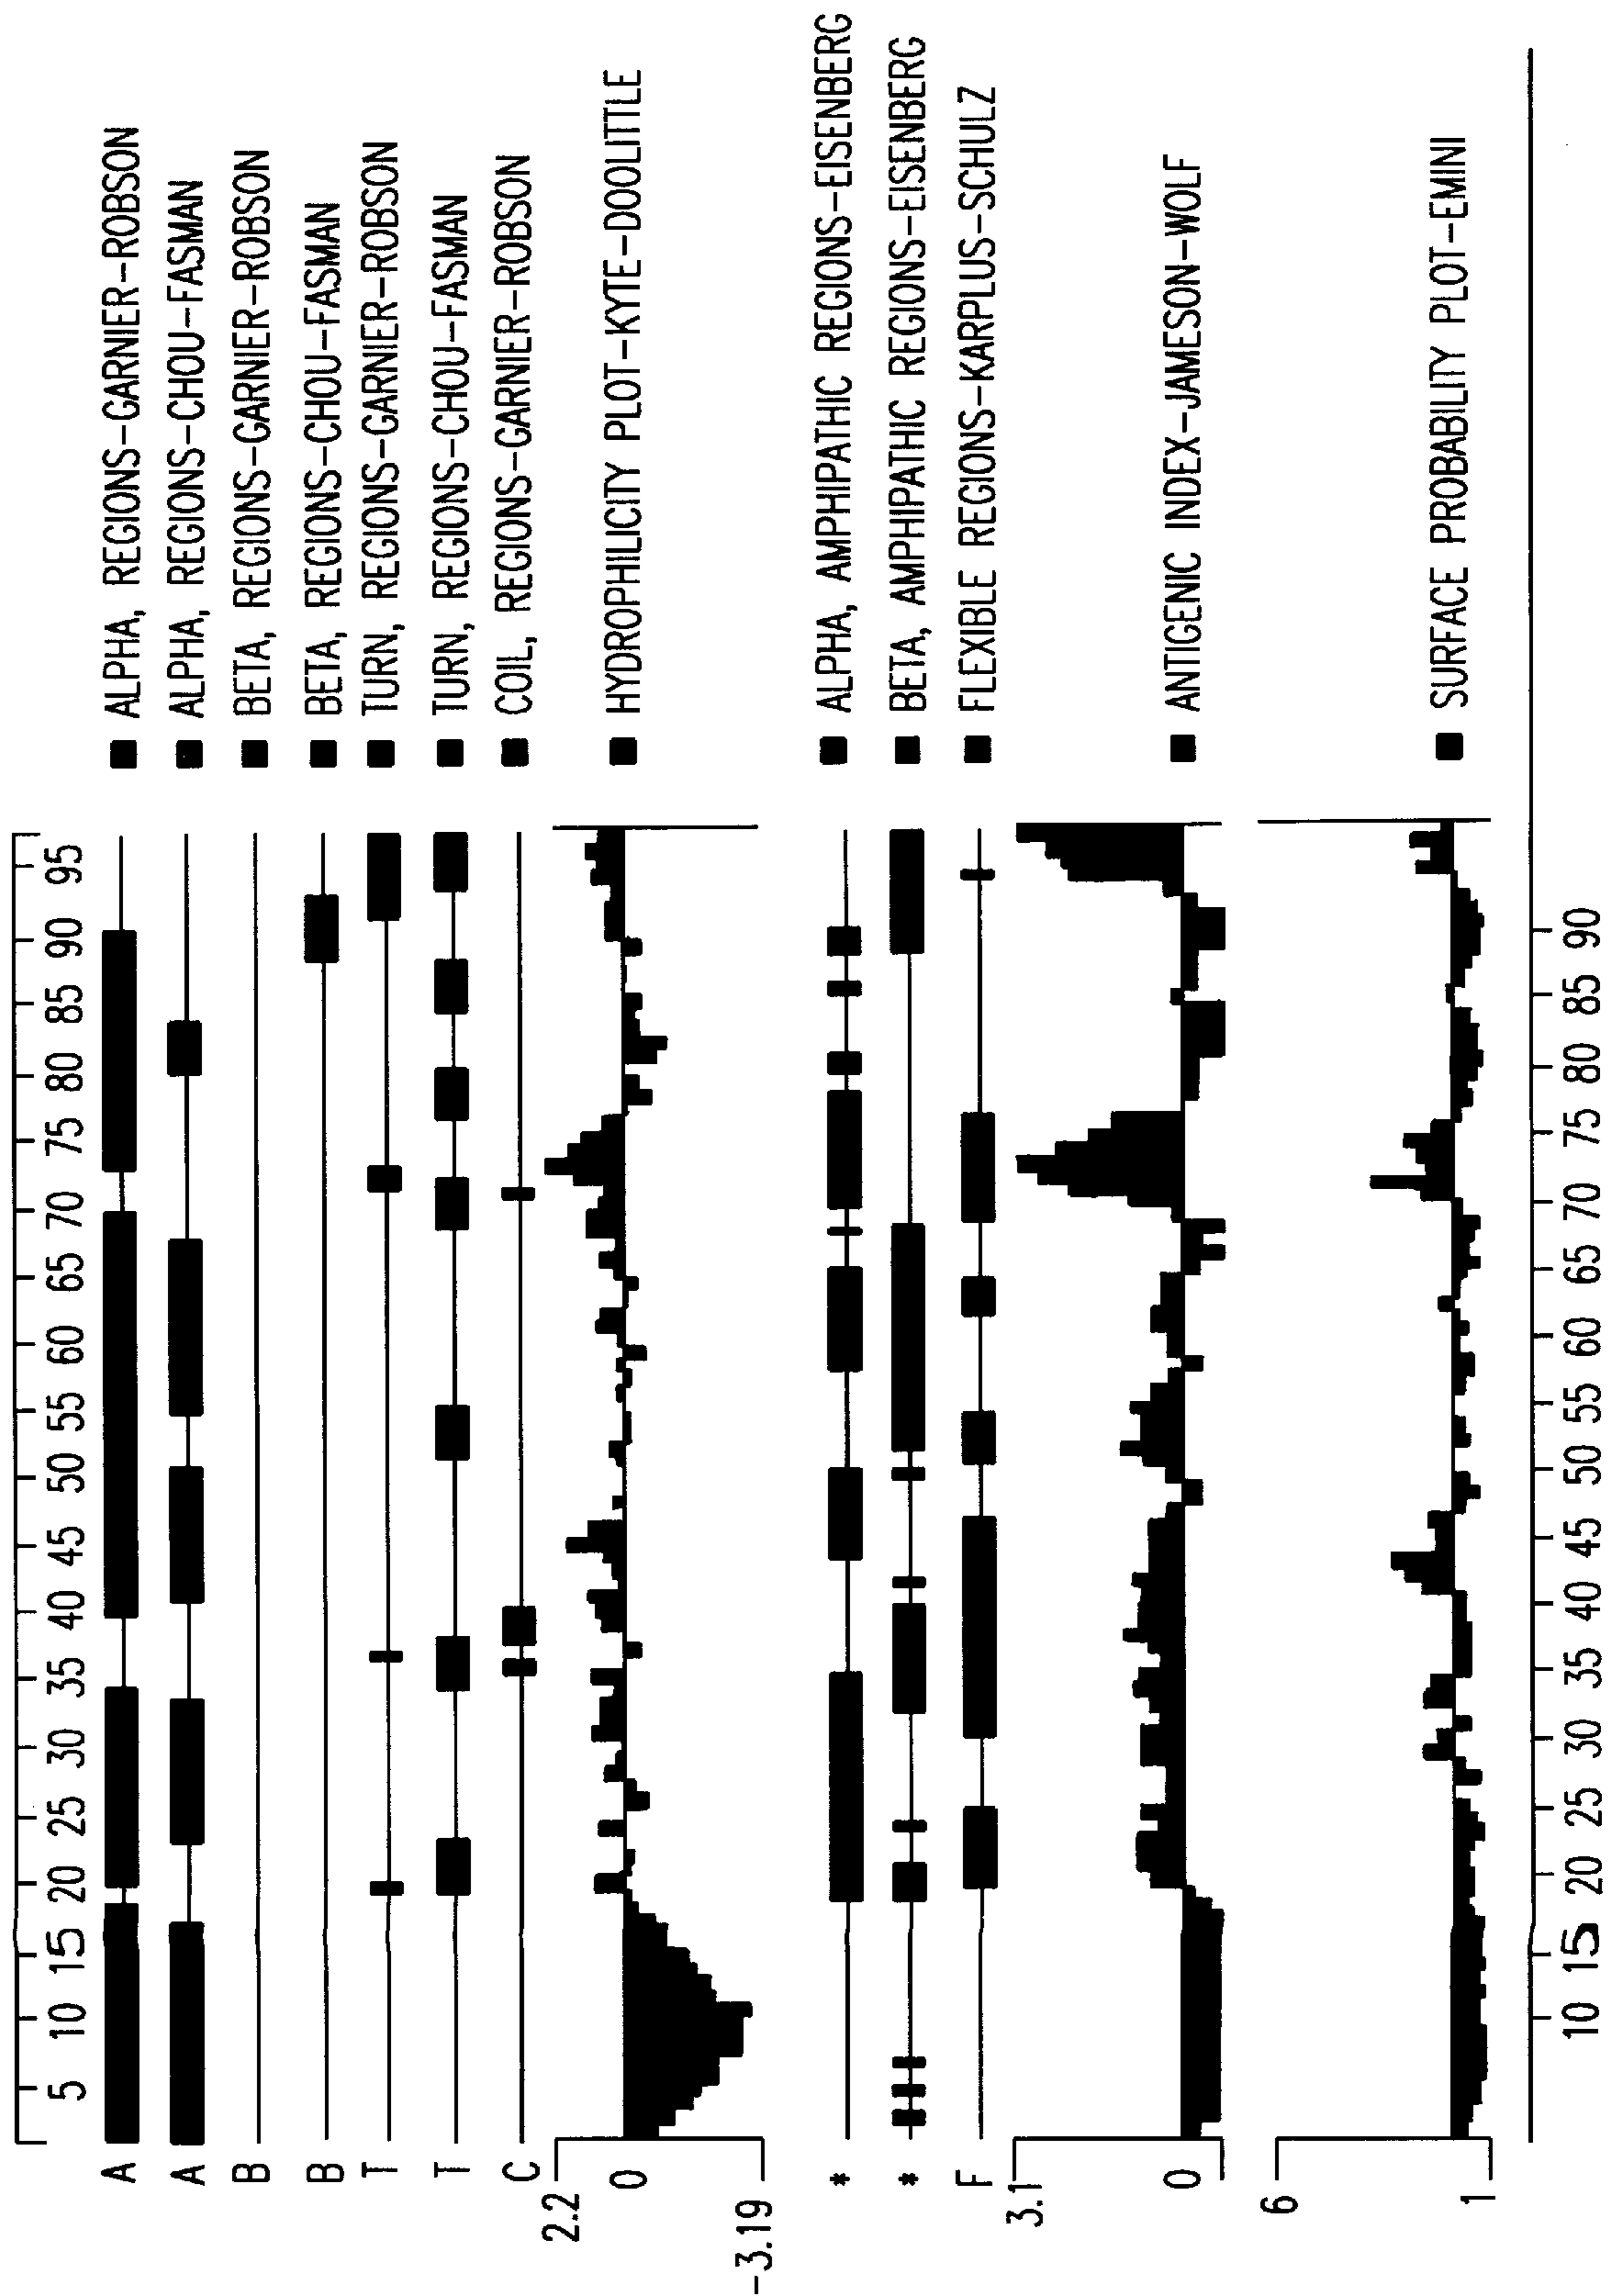 5 10 15 20 25 30 35 40 45 50 55 60 65 70 75 80 85 90 95
A ■ ALPHA, REGIONS-GARNIER-ROBSON
A ■ ALPHA, REGIONS-CHOU-FASMAN
B ■ BETA, REGIONS-GARNIER-ROBSON
B ■ BETA, REGIONS-CHOU-FASMAN
T ■ TURN, REGIONS-GARNIER-ROBSON
T ■ TURN, REGIONS-CHOU-FASMAN
C ■ COIL, REGIONS-GARNIER-ROBSON
2.2
0 ■ HYDROPHILICITY PLOT-KYTE-DOOLITTLE
-3.19
* ■ ALPHA, AMPHIPATHIC REGIONS-EISENBERG
* ■ BETA, AMPHIPATHIC REGIONS-EISENBERG
F ■ FLEXIBLE REGIONS-KARPLUS-SCHULZ
3.1
0 ■ ANTIGENIC INDEX-JAMESON-WOLF
6
■ SURFACE PROBABILITY PLOT-EMINI
1
10 15 20 25 30 35 40 45 50 55 60 65 70 75 80 85 90